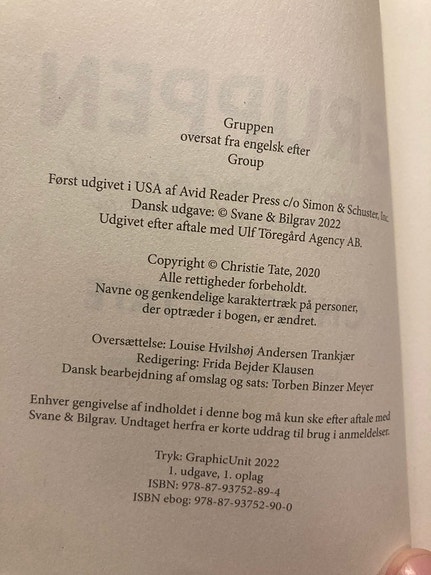 Gruppen
oversat fra engelsk efter
Group
Først udgivet i USA af Avid Reader Press c/o Simon & Schuster, Inc.
Dansk udgave: © Svane & Bilgrav 2022
Udgivet efter aftale med Ulf Töregård Agency AB.
Copyright © Christie Tate, 2020
Alle rettigheder forbeholdt.
Navne og genkendelige karaktertræk på personer,
der optræder i bogen, er ændret.
Oversættelse: Louise Hvilshøj Andersen Trankjær
Redigering: Frida Bejder Klausen
Dansk bearbejdning af omslag og sats: Torben Binzer Meyer
Enhver gengivelse af indholdet i denne bog må kun ske efter aftale med
Svane & Bilgrav. Undtaget herfra er korte uddrag til brug i anmeldelser.
Tryk: GraphicUnit 2022
1. udgave, 1. oplag
ISBN: 978-87-93752-89-4
ISBN ebog: 978-87-93752-90-0